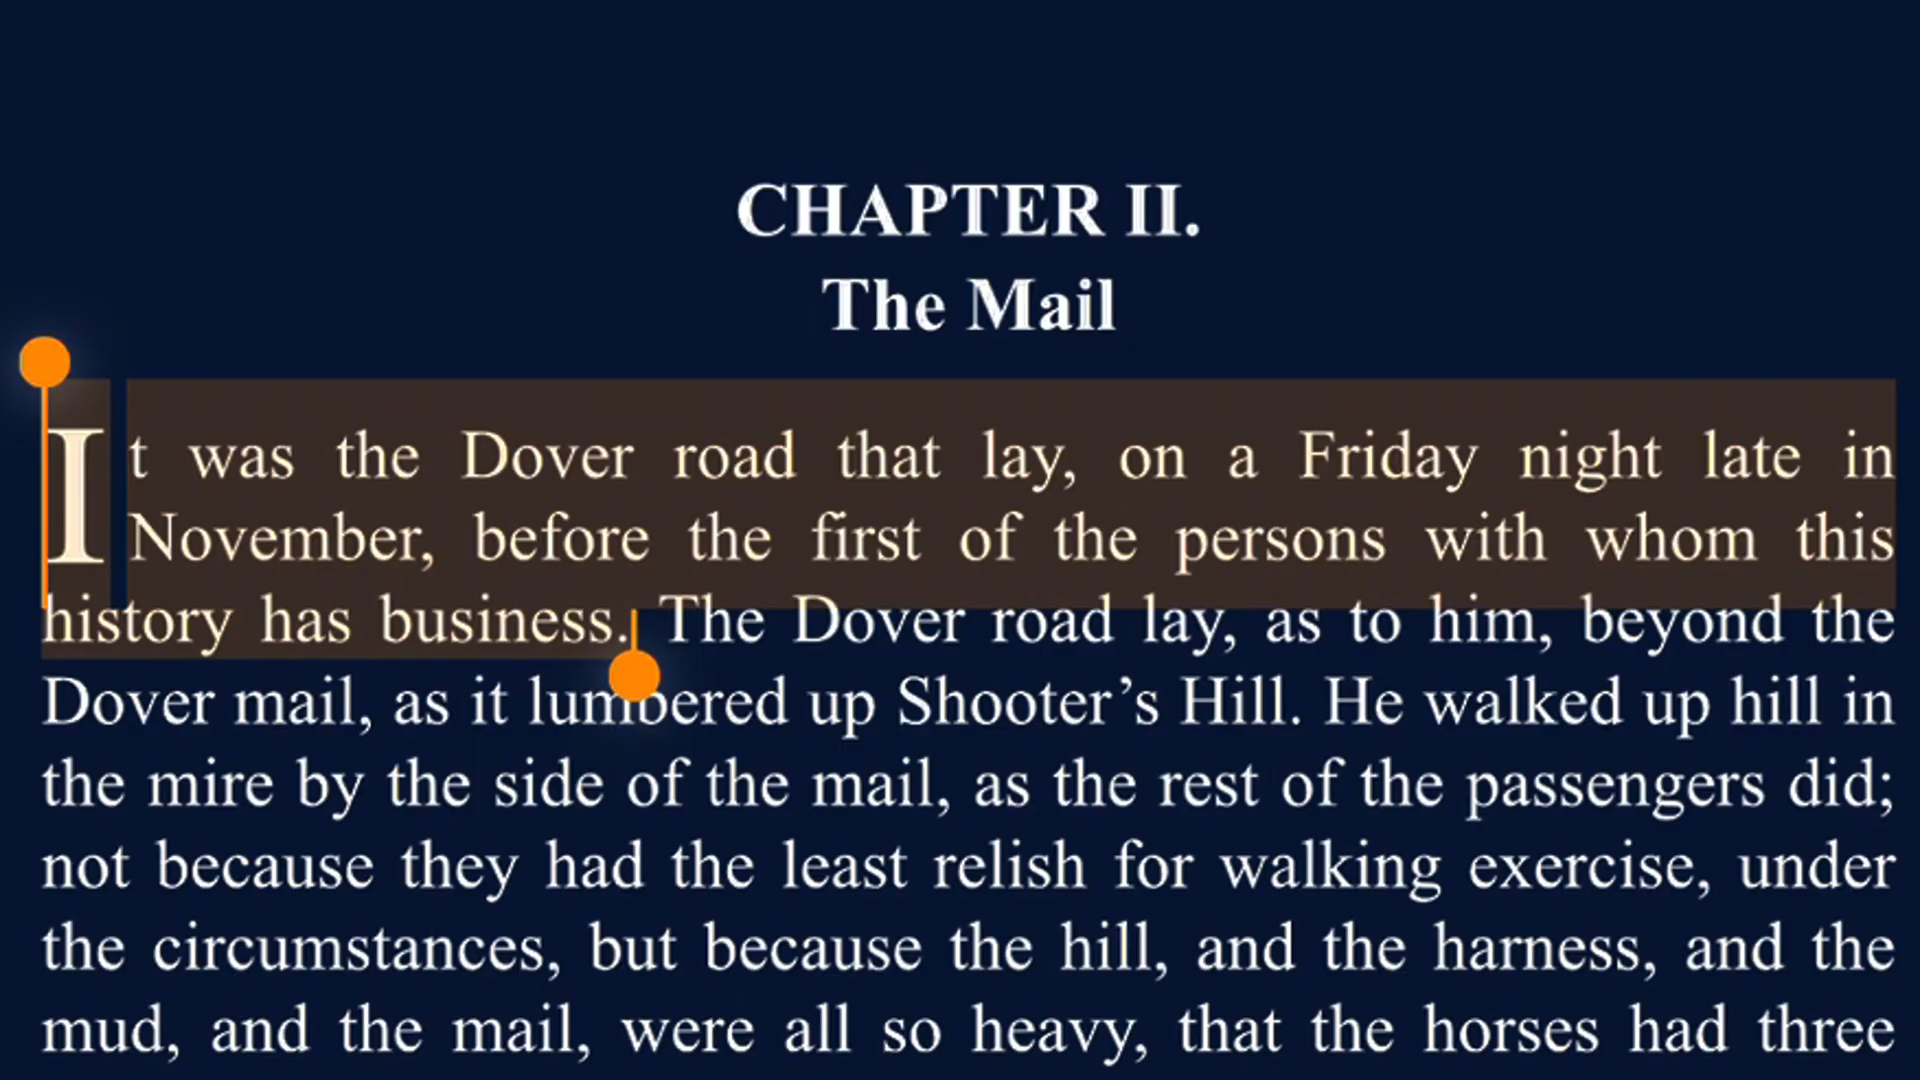 CHAPTER II.
The Mail
It was the Dover road that lay, on a Friday night late in
November, before the first of the persons with whom this
history has business. The Dover road lay, as to him, beyond the
Dover mail, as it lumbered up Shooter’s Hill. He walked up hill in
the mire by the side of the mail, as the rest of the passengers did;
not because they had the least relish for walking exercise, under
the circumstances, but because the hill, and the harness, and the
mud, and the mail, were all so heavy, that the horses had three